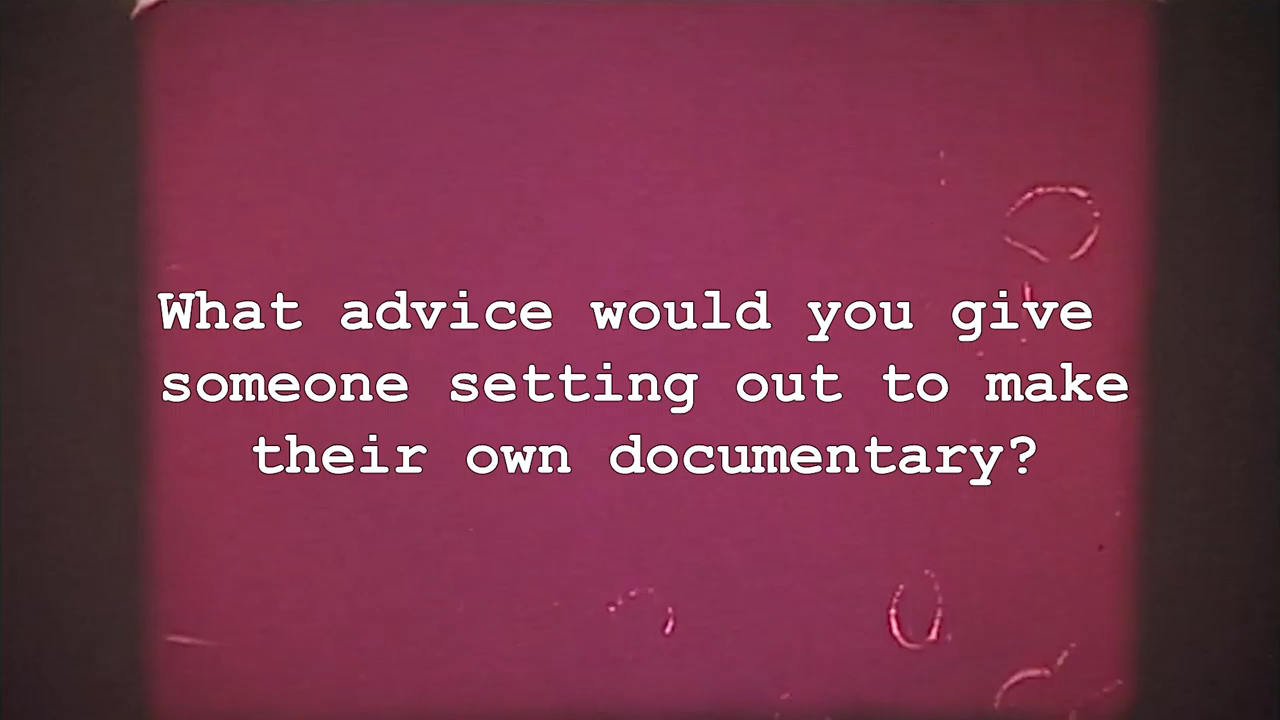 What advice would you give
someone setting out to make
their own documentary?